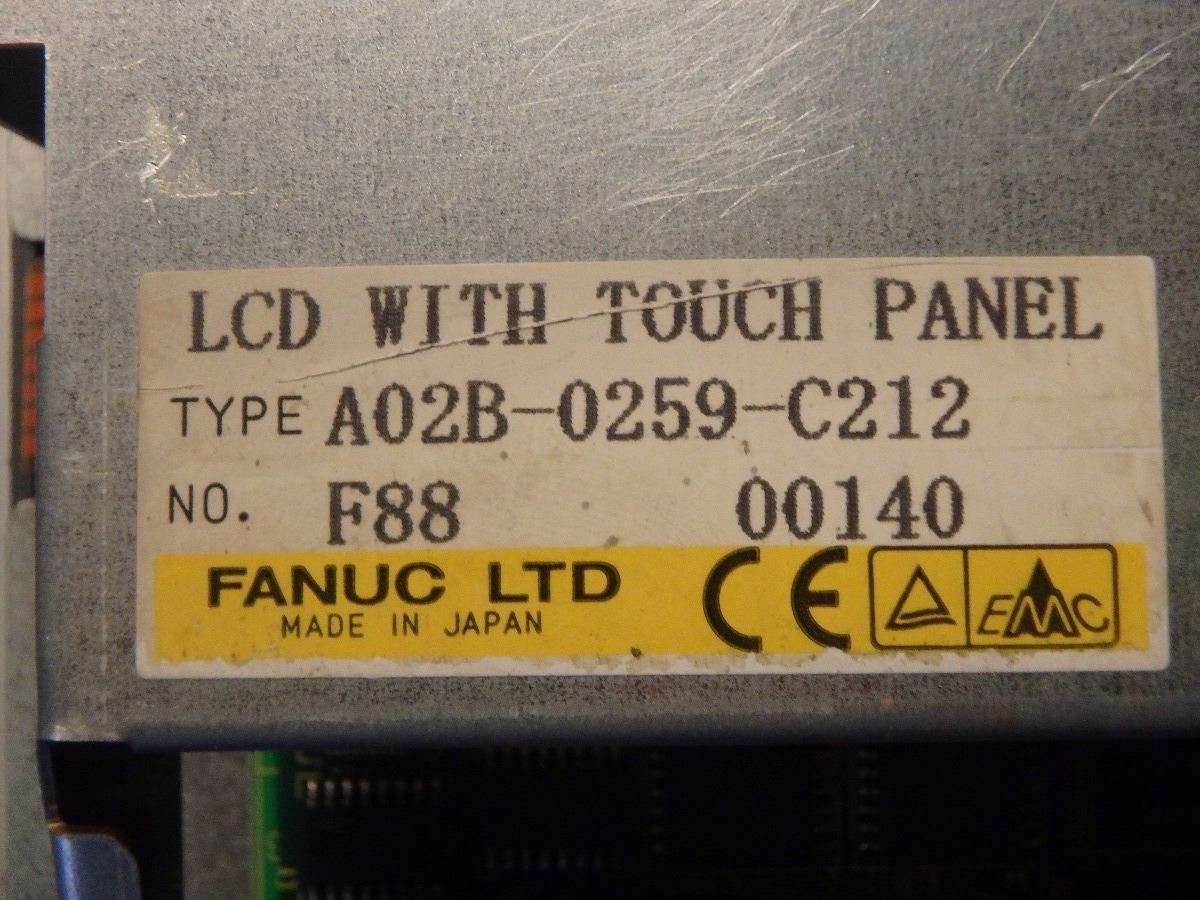 LCD WITH TOUCH PANEL
TYPE A02B-0259-C212
NO. F88 00140
FANUC LTD
MADE IN JAPAN
CE
EMC